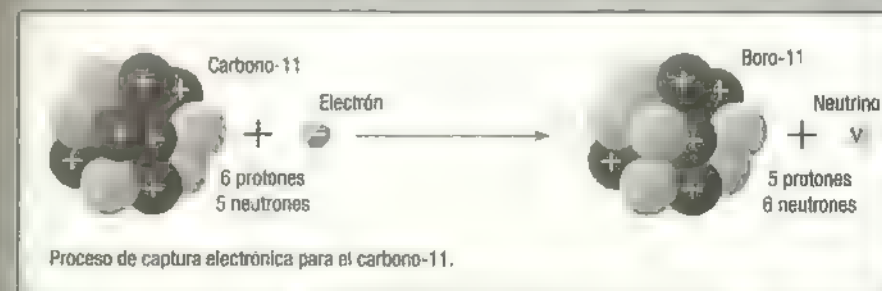 Carbono-11
+
Electrón
6 protones
5 neutrones
Boro-11
+
Neutrino
ν
5 protones
6 neutrones
Proceso de captura electrónica para el carbono-11.